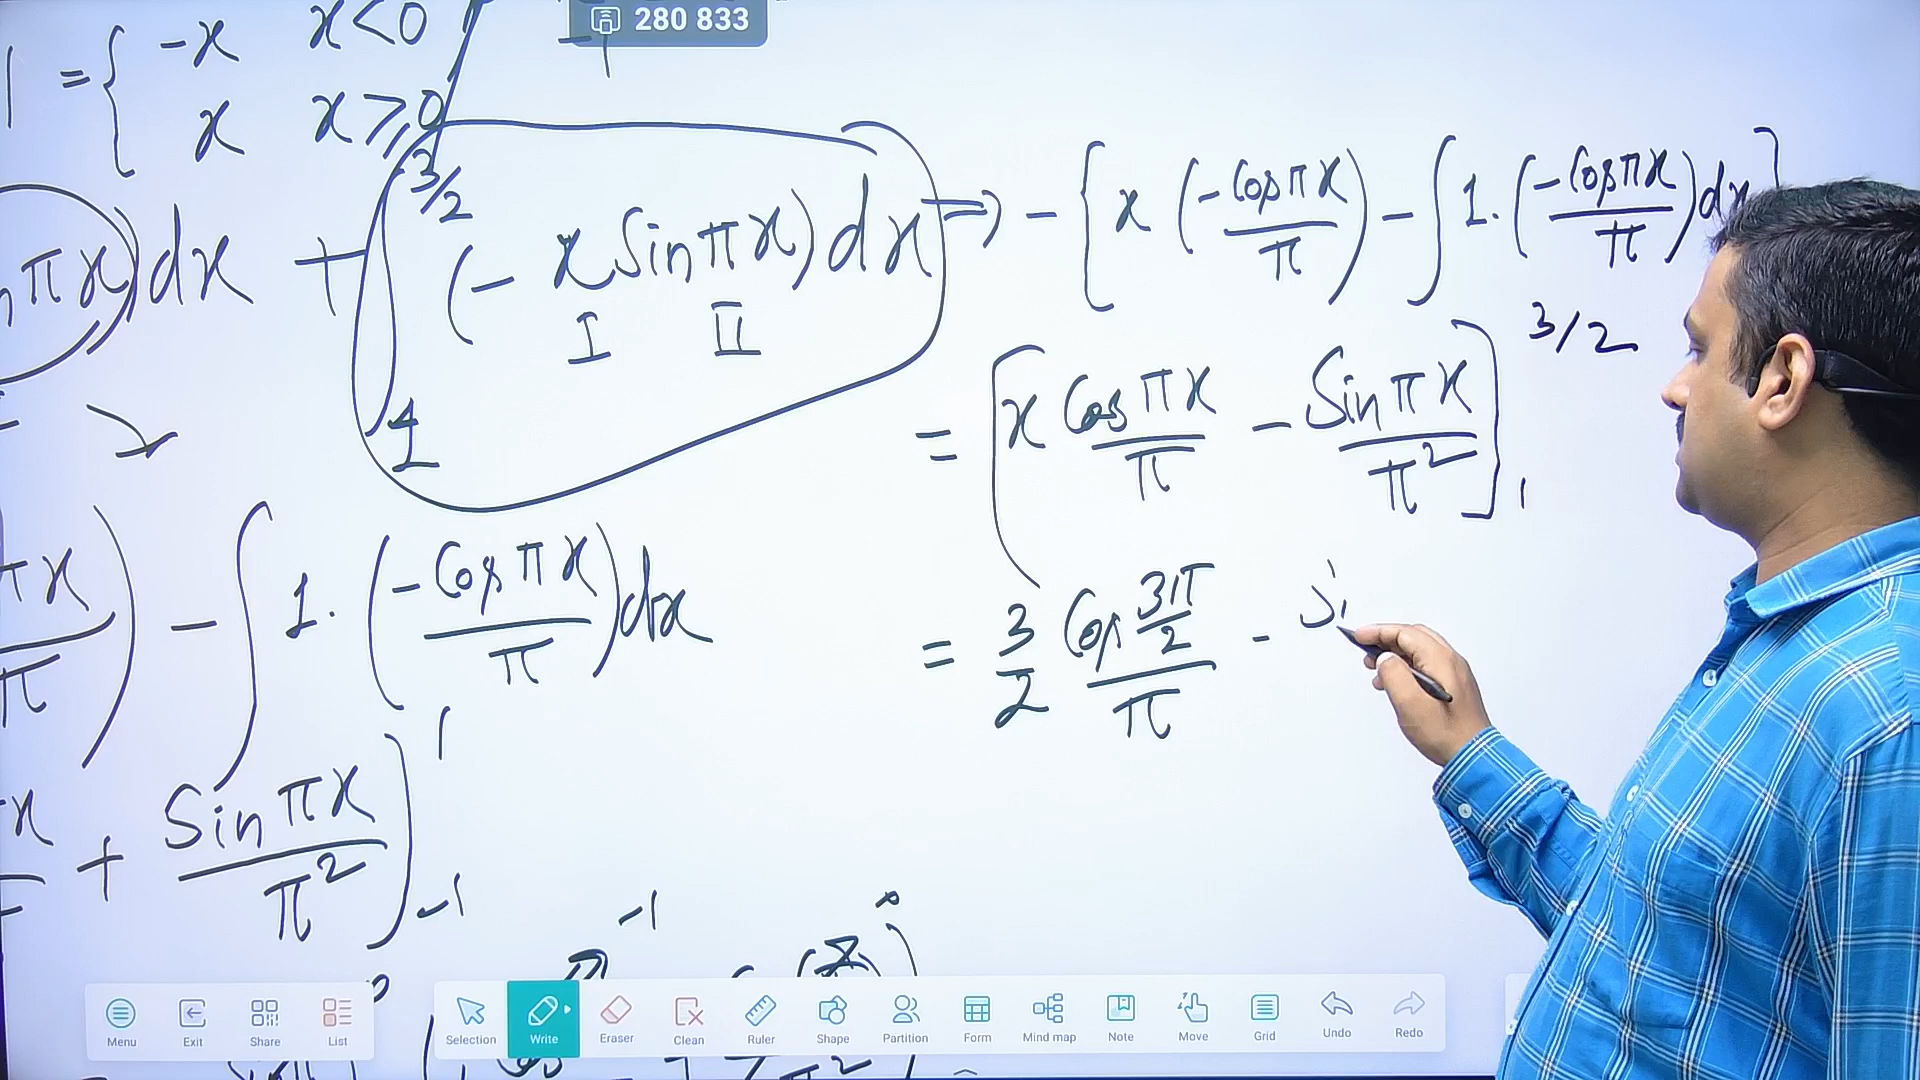 280 833
| = { -x x<0
x x≥0
πx) dx + ∫_1^{3/2} (-x sin πx) dx ⇒ -[x(-cos πx/π) - ∫1.(-cos πx/π)dx]
I II
= [x cos πx/π - sin πx/π²]_1^{3/2}
πx/π) - ∫1.(-cos πx/π)dx
= 3/2 cos 3π/2/π - si
x + sin πx/π²]_{-1}^1
-1
Menu Exit Share List Selection Write Eraser Clean Ruler Shape Partition Form Mind map Note Move Grid Undo Redo